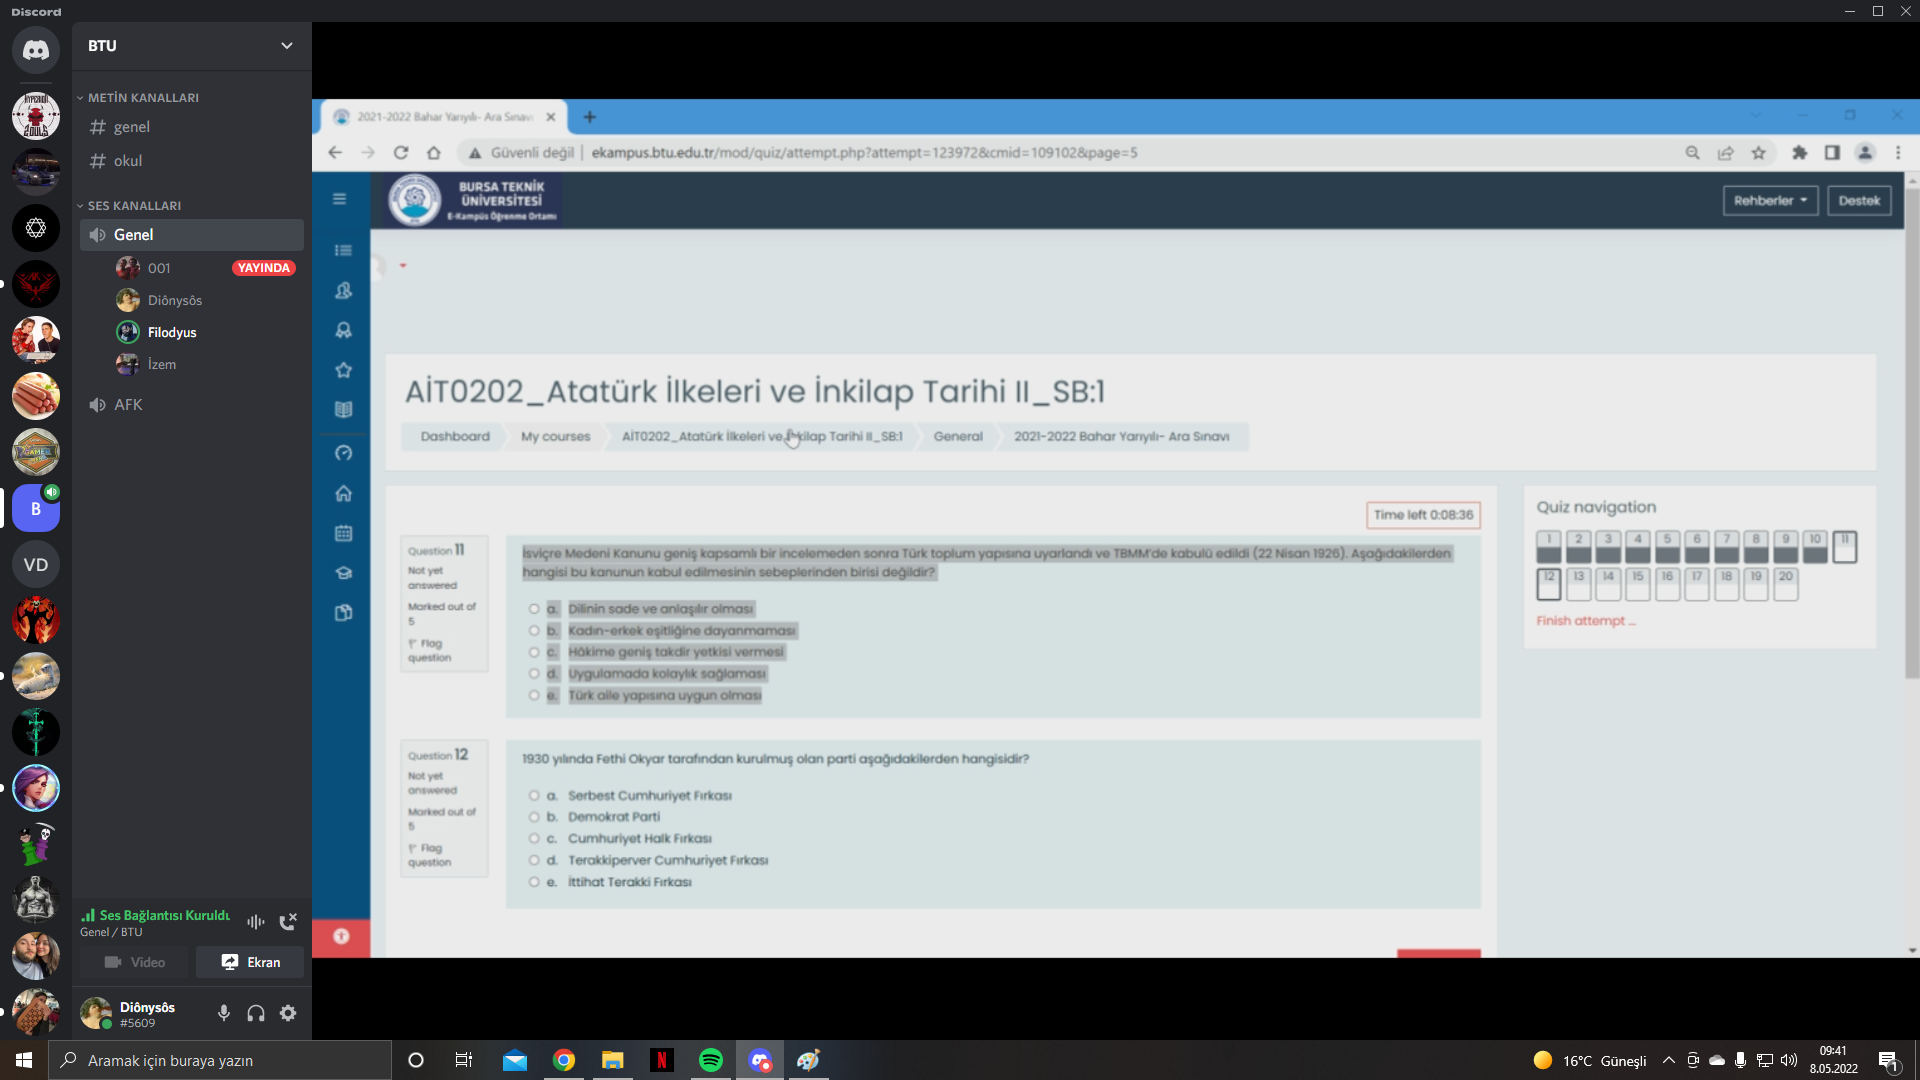 Discord
BTU
METİN KANALLARI
genel
okul
SES KANALLARI
Genel
001
YAYINDA
Diônysôs
Filodyus
İzem
AFK
B
VD
Ses Bağlantısı Kuruldu
Genel / BTU
Video
Ekran
Diônysôs
#5609
2021-2022 Bahar Yarıyılı- Ara Sınavı
Güvenli değil
ekampus.btu.edu.tr/mod/quiz/attempt.php?attempt=123972&cmid=109102&page=5
BURSA TEKNİK
ÜNİVERSİTESİ
E-Kampüs Öğrenme Ortamı
Rehberler
Destek
AİT0202_Atatürk İlkeleri ve İnkilap Tarihi II_SB:1
Dashboard
My courses
AİT0202_Atatürk İlkeleri ve İnkilap Tarihi II_SB:1
General
2021-2022 Bahar Yarıyılı- Ara Sınavı
Time left 0:08:36
Question 11
Not yet
answered
Marked out of
5
Flag
question
İsviçre Medeni Kanunu geniş kapsamlı bir incelemeden sonra Türk toplum yapısına uyarlandı ve TBMM'de kabulü edildi (22 Nisan 1926). Aşağıdakilerden
hangisi bu kanunun kabul edilmesinin sebeplerinden birisi değildir?
a. Dilinin sade ve anlaşılır olması
b. Kadın-erkek eşitliğine dayanmaması
c. Hâkime geniş takdir yetkisi vermesi
d. Uygulamada kolaylık sağlaması
e. Türk aile yapısına uygun olması
Question 12
Not yet
answered
Marked out of
5
Flag
question
1930 yılında Fethi Okyar tarafından kurulmuş olan parti aşağıdakilerden hangisidir?
a. Serbest Cumhuriyet Fırkası
b. Demokrat Parti
c. Cumhuriyet Halk Fırkası
d. Terakkiperver Cumhuriyet Fırkası
e. İttihat Terakki Fırkası
Quiz navigation
1 2 3 4 5 6 7 8 9 10 11
12 13 14 15 16 17 18 19 20
Finish attempt ...
Aramak için buraya yazın
16°C Güneşli
09:41
8.05.2022
1